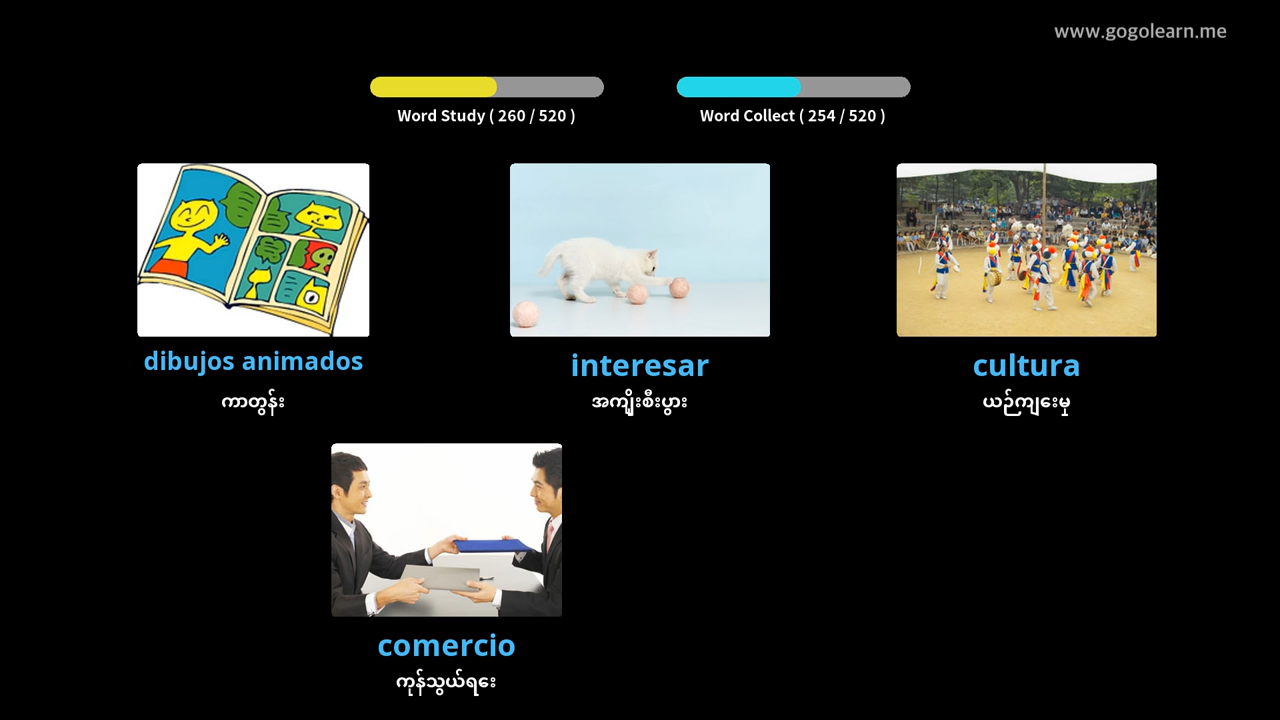 www.gogolearn.me
Word Study ( 260 / 520 )
Word Collect ( 254 / 520 )
dibujos animados
ကာတွန်း
interesar
အကျိုးစီးပွား
cultura
ယဉ်ကျေးမှု
comercio
ကုန်သွယ်ရေး